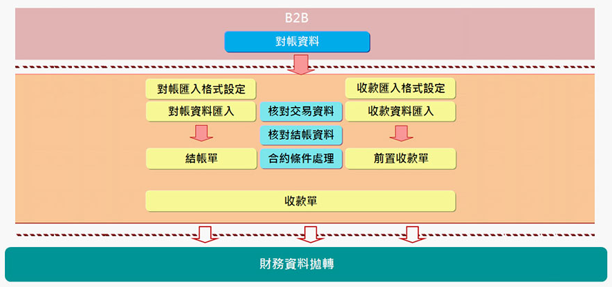 B2B
對帳資料
對帳匯入格式設定
收款匯入格式設定
對帳資料匯入
核對交易資料
收款資料匯入
核對結帳資料
結帳單
合約條件處理
前置收款單
收款單
財務資料拋轉